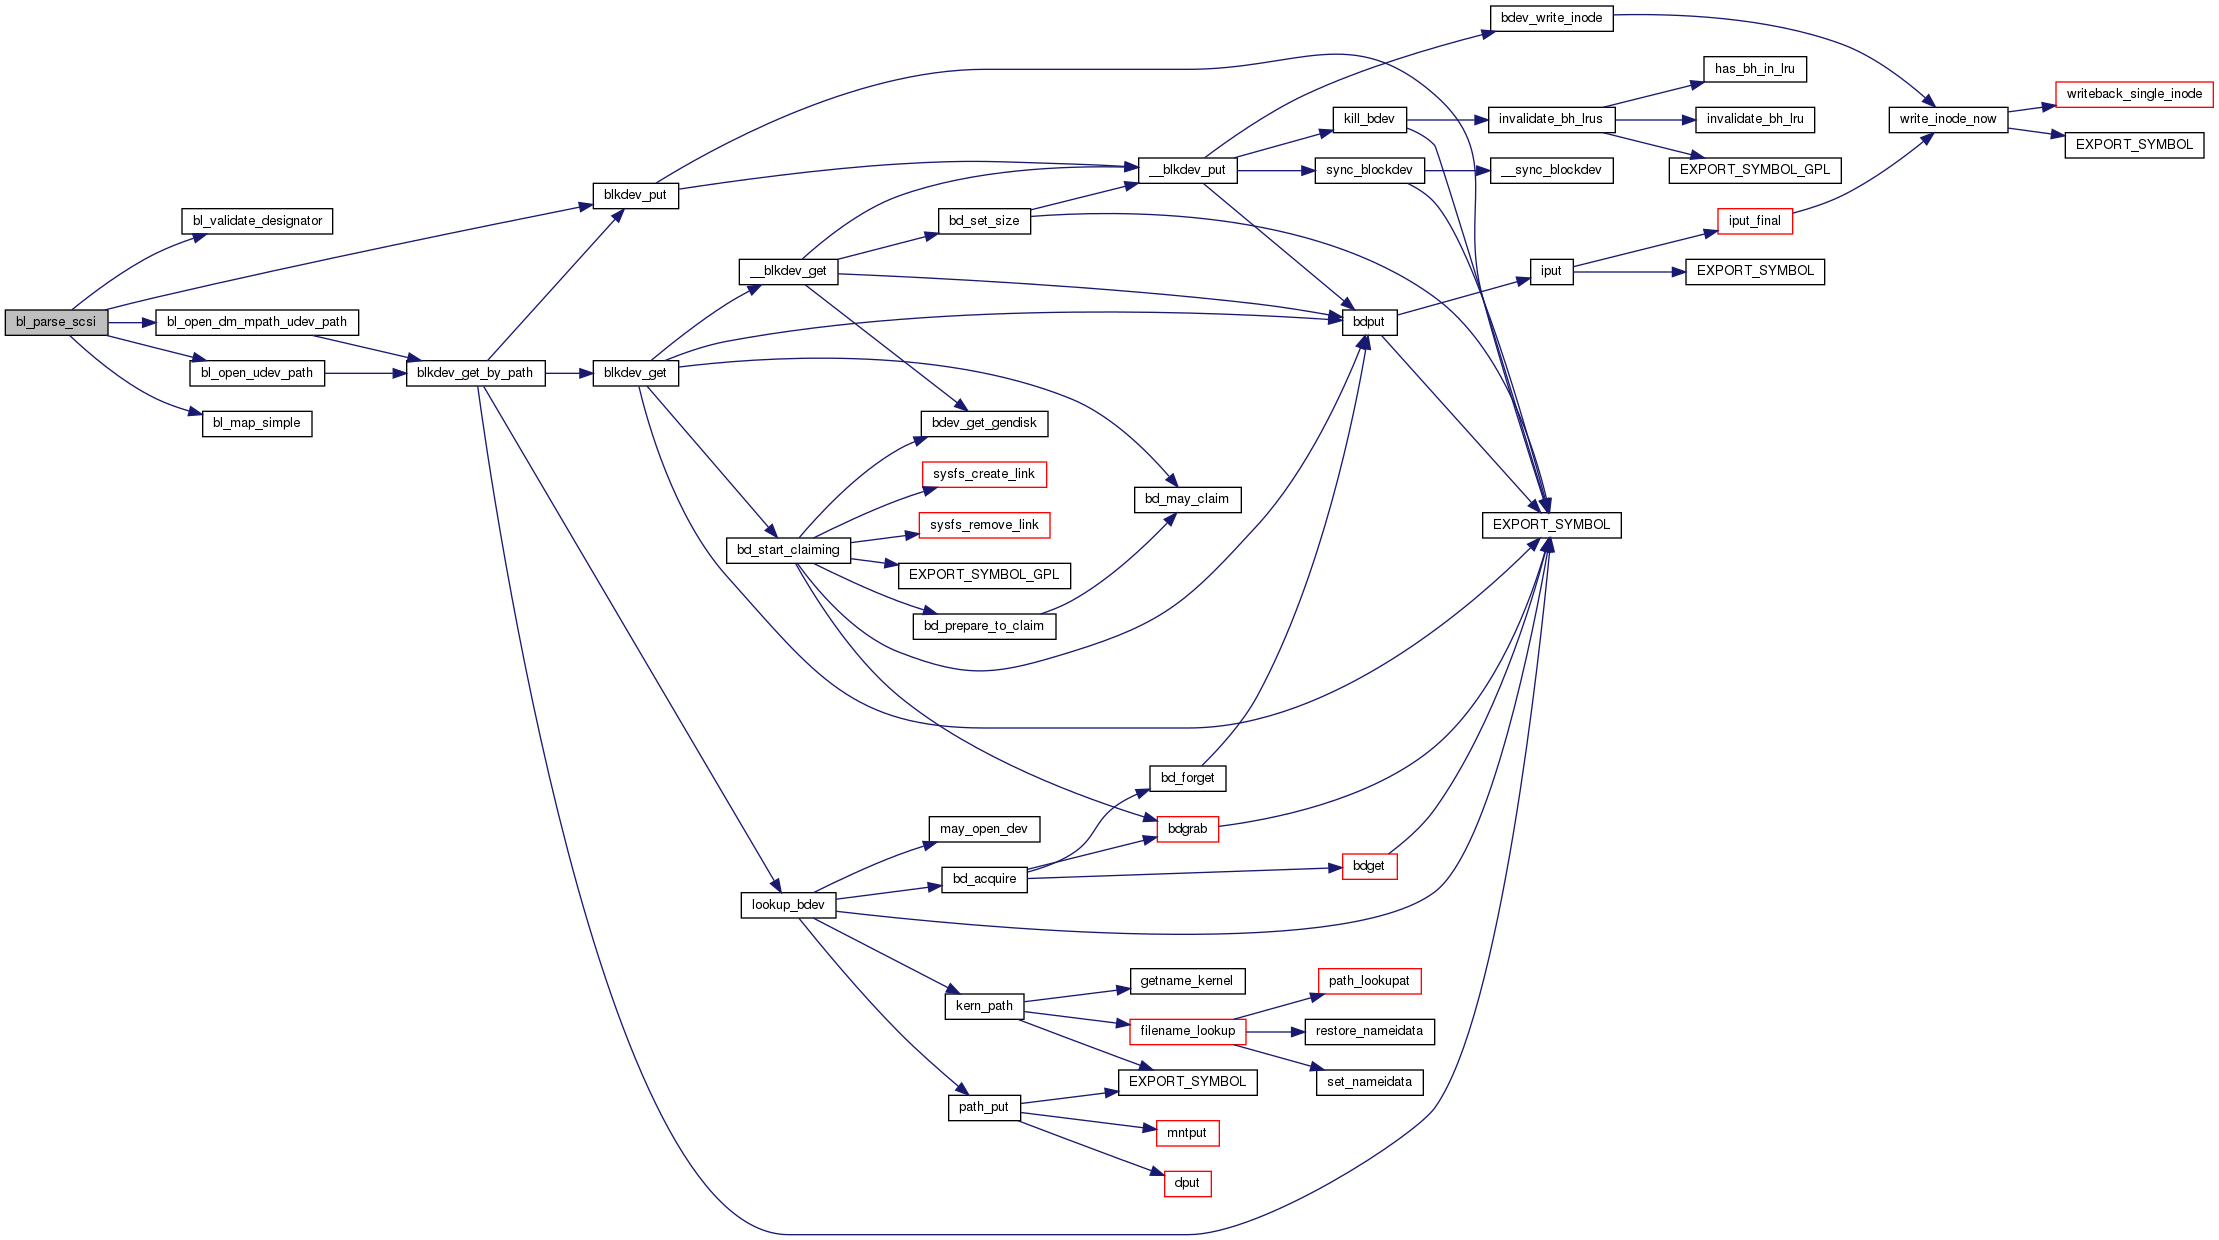 bl_parse_scsi
bl_validate_designator
bl_open_dm_mpath_udev_path
bl_open_udev_path
bl_map_simple
blkdev_get_by_path
blkdev_put
blkdev_get
__blkdev_get
bd_start_claiming
lookup_bdev
bd_set_size
bdev_get_gendisk
sysfs_create_link
sysfs_remove_link
EXPORT_SYMBOL_GPL
bd_prepare_to_claim
may_open_dev
bd_acquire
kern_path
path_put
__blkdev_put
bd_may_claim
bd_forget
bdgrab
getname_kernel
filename_lookup
EXPORT_SYMBOL
mntput
dput
kill_bdev
sync_blockdev
bdput
bdget
path_lookupat
restore_nameidata
set_nameidata
bdev_write_inode
invalidate_bh_lrus
__sync_blockdev
iput
EXPORT_SYMBOL
has_bh_in_lru
invalidate_bh_lru
EXPORT_SYMBOL_GPL
iput_final
EXPORT_SYMBOL
write_inode_now
writeback_single_inode
EXPORT_SYMBOL